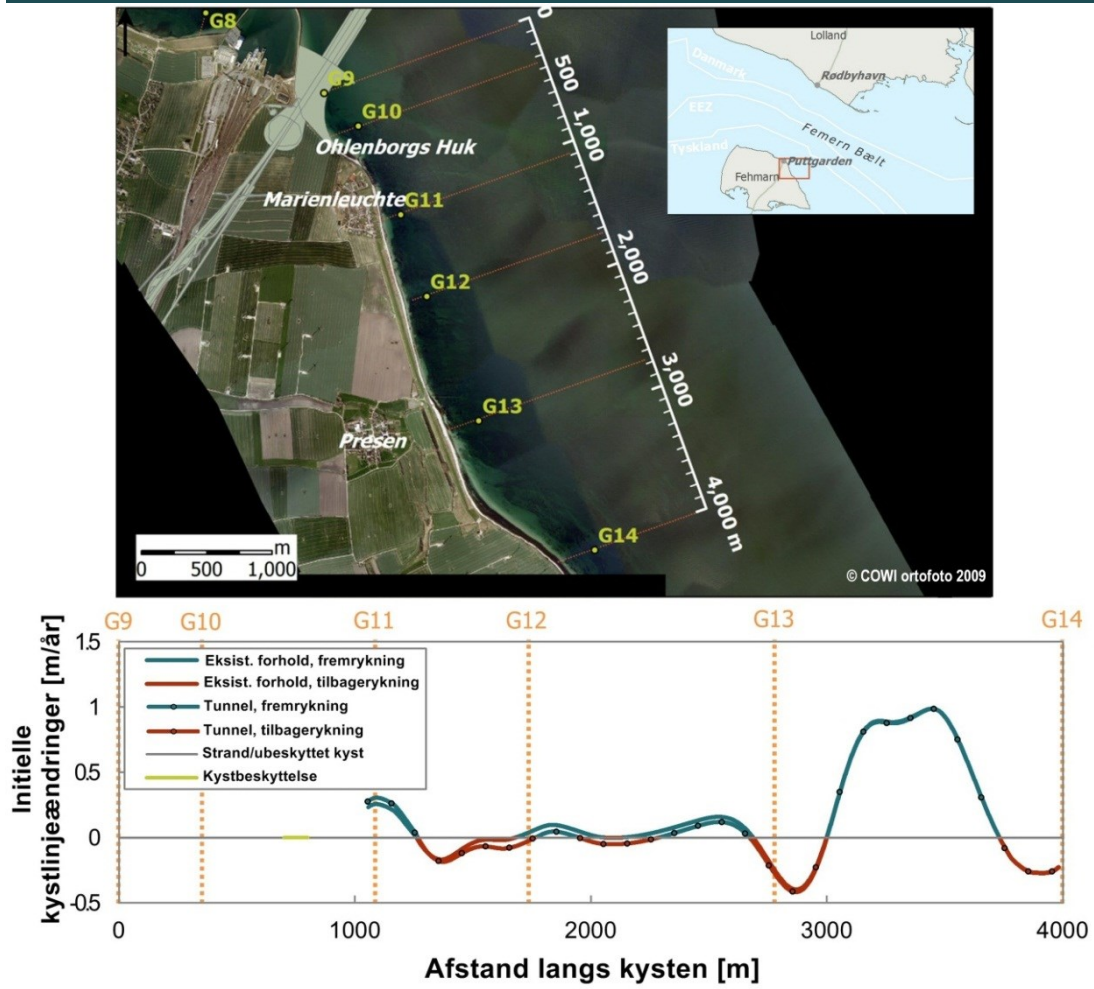 G8
G9
G10
Ohlenborgs Huk
Marienleuchte
G11
G12
G13
Presen
G14
0
500
1,000
2,000
3,000
4,000 m
Lolland
Rødbyhavn
Danmark
EEZ
Tyskland
Femern Bælt
Puttgarden
Fehmarn
m
0 500 1,000
© COWI ortofoto 2009
G9 G10 G11 G12 G13 G14
Initielle
kystlinjeændringer [m/år]
1.5
1
0.5
0
-0.5
Eksist. forhold, fremrykning
Eksist. forhold, tilbagerykning
Tunnel, fremrykning
Tunnel, tilbagerykning
Strand/ubeskyttet kyst
Kystbeskyttelse
0 1000 2000 3000 4000
Afstand langs kysten [m]